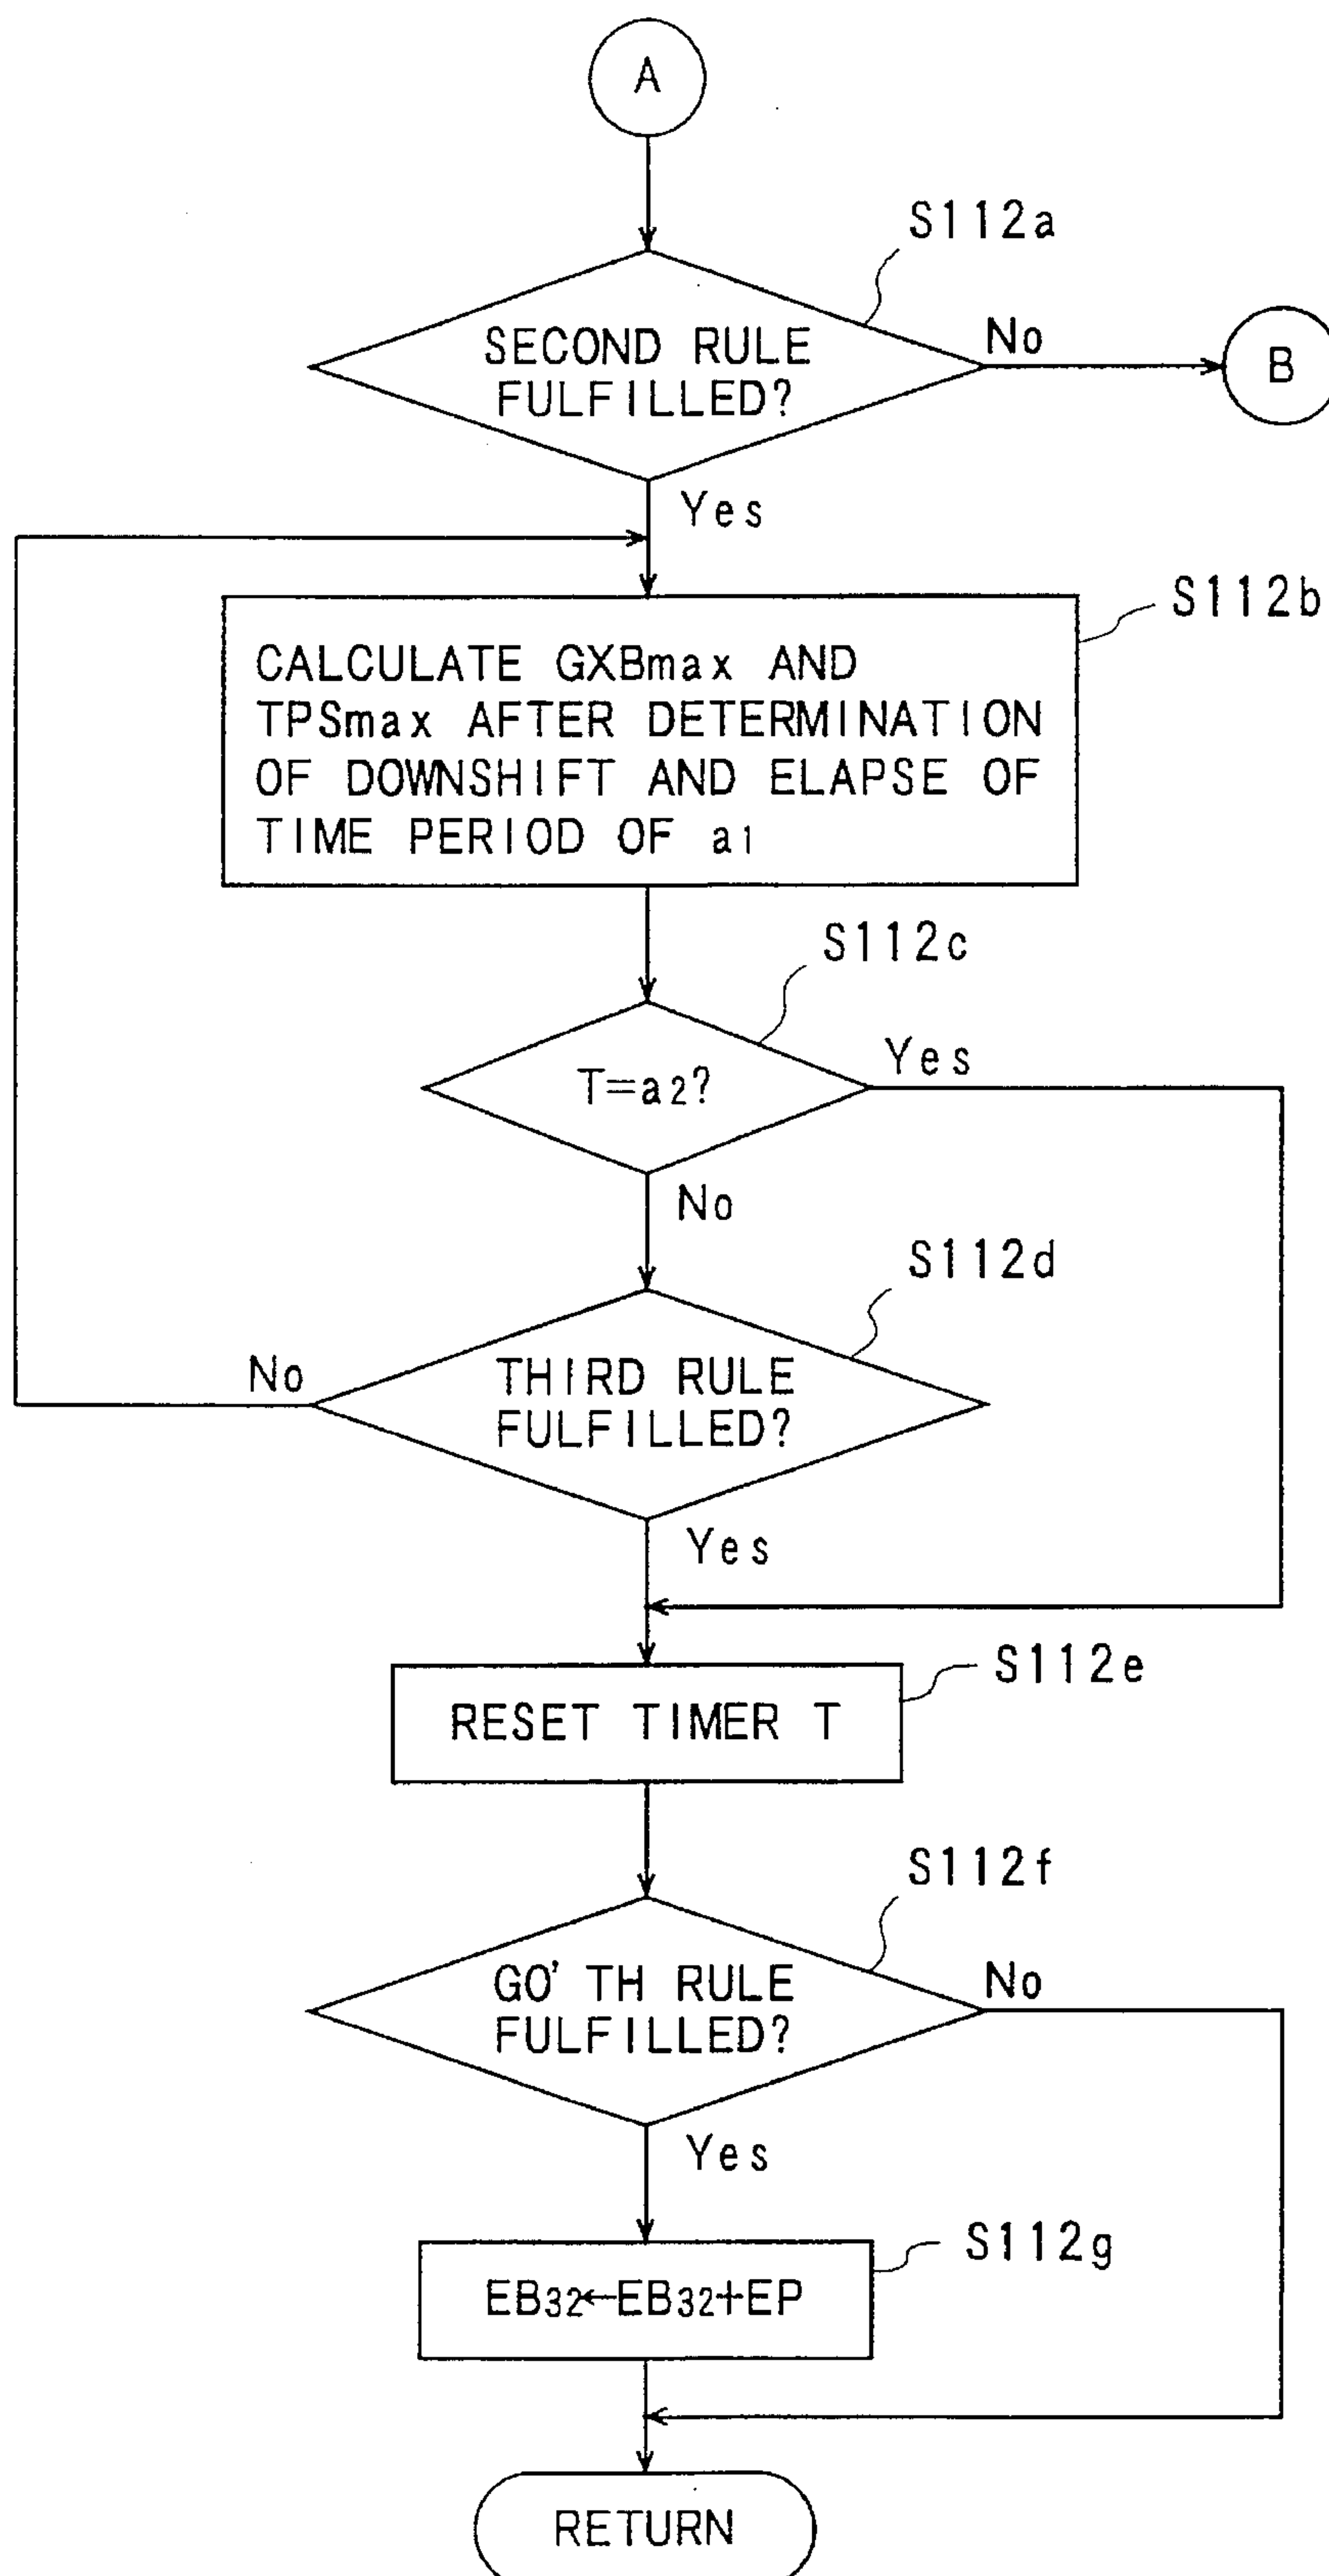 A
S112a
SECOND RULE
FULFILLED?
No
B
Yes
S112b
CALCULATE GXBmax AND
TPSmax AFTER DETERMINATION
OF DOWNSHIFT AND ELAPSE OF
TIME PERIOD OF a1
S112c
T=a2?
Yes
No
S112d
THIRD RULE
FULFILLED?
No
Yes
S112e
RESET TIMER T
S112f
GO' TH RULE
FULFILLED?
No
Yes
S112g
EB32←EB32+EP
RETURN